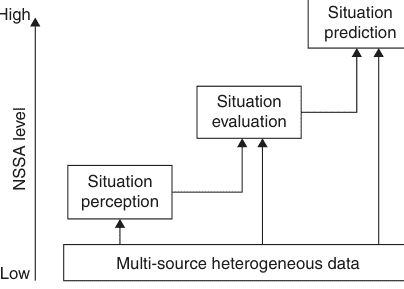 High
Situation
prediction
Situation
evaluation
NSSA level
Situation
perception
Multi-source heterogeneous data
Low